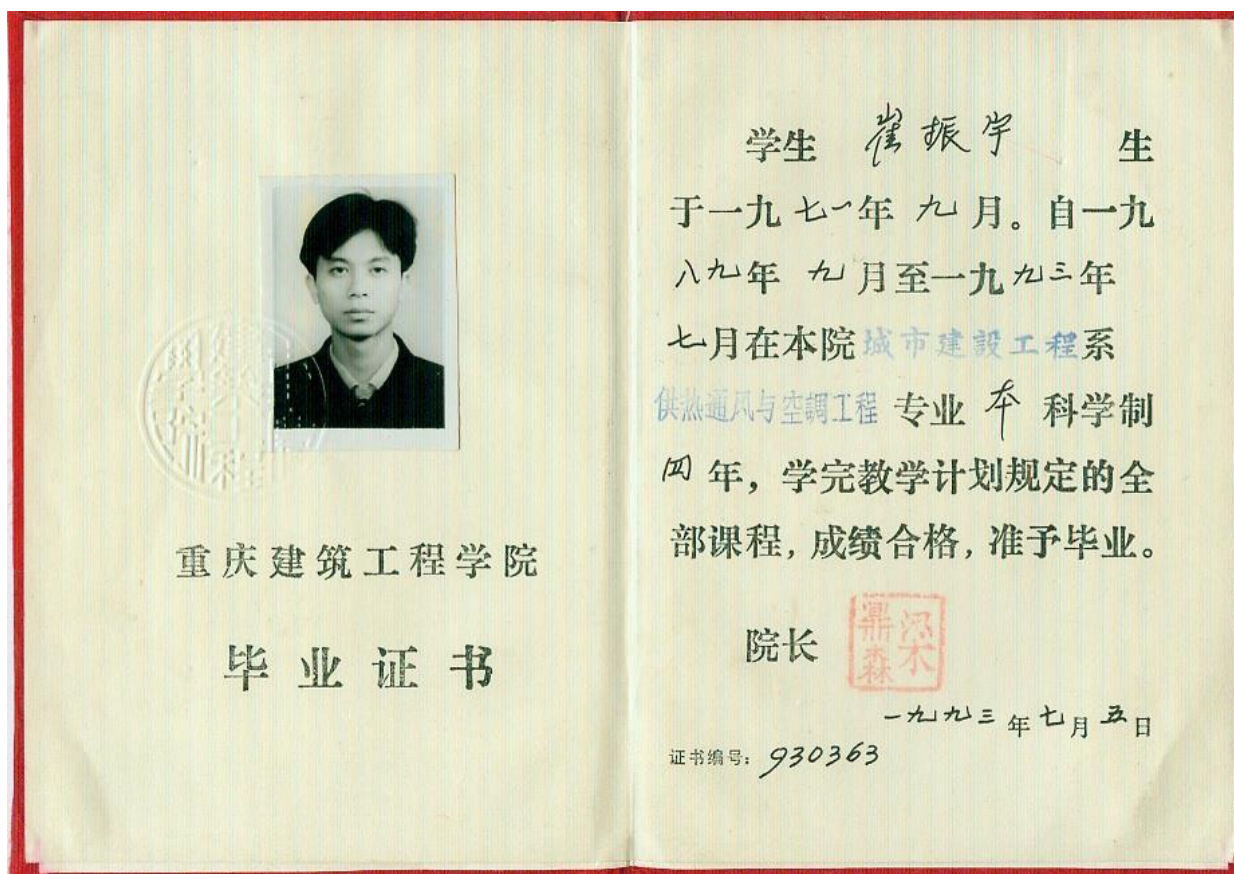 重庆建筑工程学院
毕业证书
学生 崔振宇 生
于一九七一年 九 月。自一九
八九年 九 月至一九九三年
七月在本院城市建設工程系
供热通风与空調工程 专业 本 科学制
四 年，学完教学计划规定的全
部课程，成绩合格，准予毕业。
院长 梁鼎森
一九九三 年 七 月 五 日
证书编号：930363